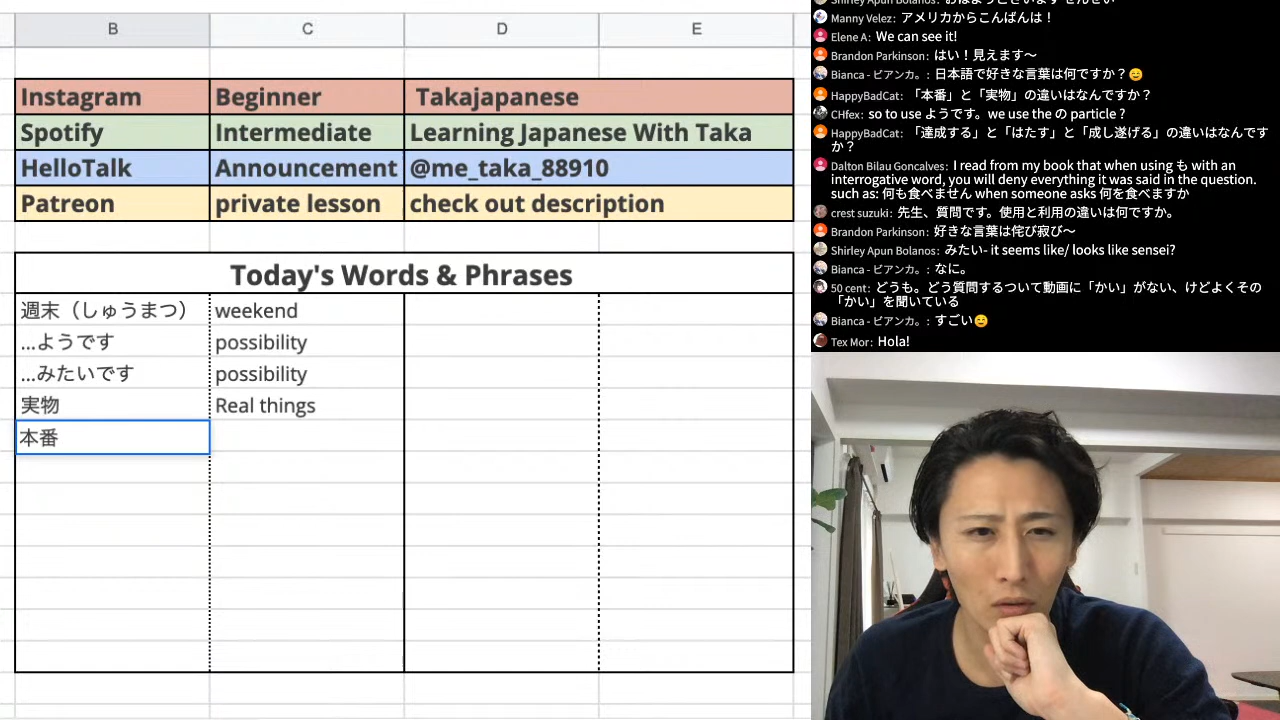 B C D E
Instagram Beginner Takajapanese
Spotify Intermediate Learning Japanese With Taka
HelloTalk Announcement @me_taka_88910
Patreon private lesson check out description
Today's Words & Phrases
週末（しゅうまつ） weekend
...ようです possibility
...みたいです possibility
実物 Real things
本番
Manny Velez: アメリカからこんばんは！
Elene A: We can see it!
Brandon Parkinson: はい！見えます〜
Bianca - ビアンカ。: 日本語で好きな言葉は何ですか？😊
HappyBadCat: 「本番」と「実物」の違いはなんですか？
CHfex: so to use ようです。we use the の particle ?
HappyBadCat: 「達成する」と「はたす」と「成し遂げる」の違いはなんです
か？
Dalton Bilau Goncalves: I read from my book that when using も with an
interrogative word, you will deny everything it was said in the question.
such as: 何も食べません when someone asks 何を食べますか
crest suzuki: 先生、質問です。使用と利用の違いは何ですか。
Brandon Parkinson: 好きな言葉は侘び寂び〜
Shirley Apun Bolanos: みたい- it seems like/ looks like sensei?
Bianca - ビアンカ。: なに。
50 cent: どうも。どう質問するついて動画に「かい」がない、けどよくその
「かい」を聞いている
Bianca - ビアンカ。: すごい😊
Tex Mor: Hola!